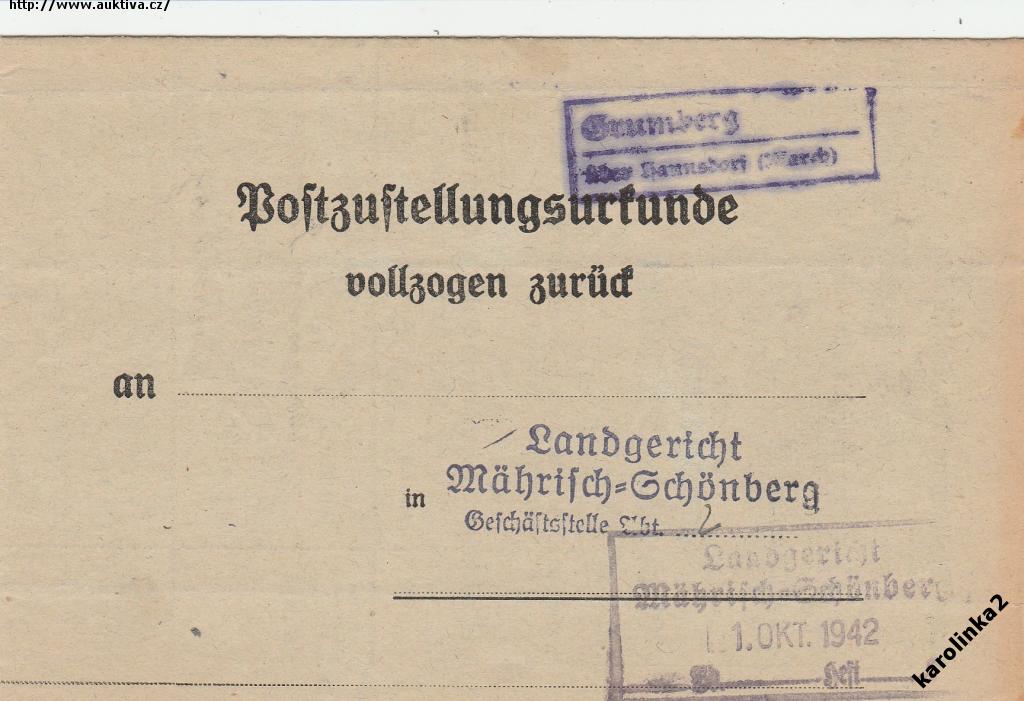 http://www.auktiva.cz/
Grumberg
über Hannsdorf (March)
Postzustellungsurkunde
vollzogen zurück
an
Landgericht
in Mährisch-Schönberg
Geschäftsstelle Abt. 2
Landgericht
Mährisch-Schönberg
1. OKT. 1942
Heft
karolinka2